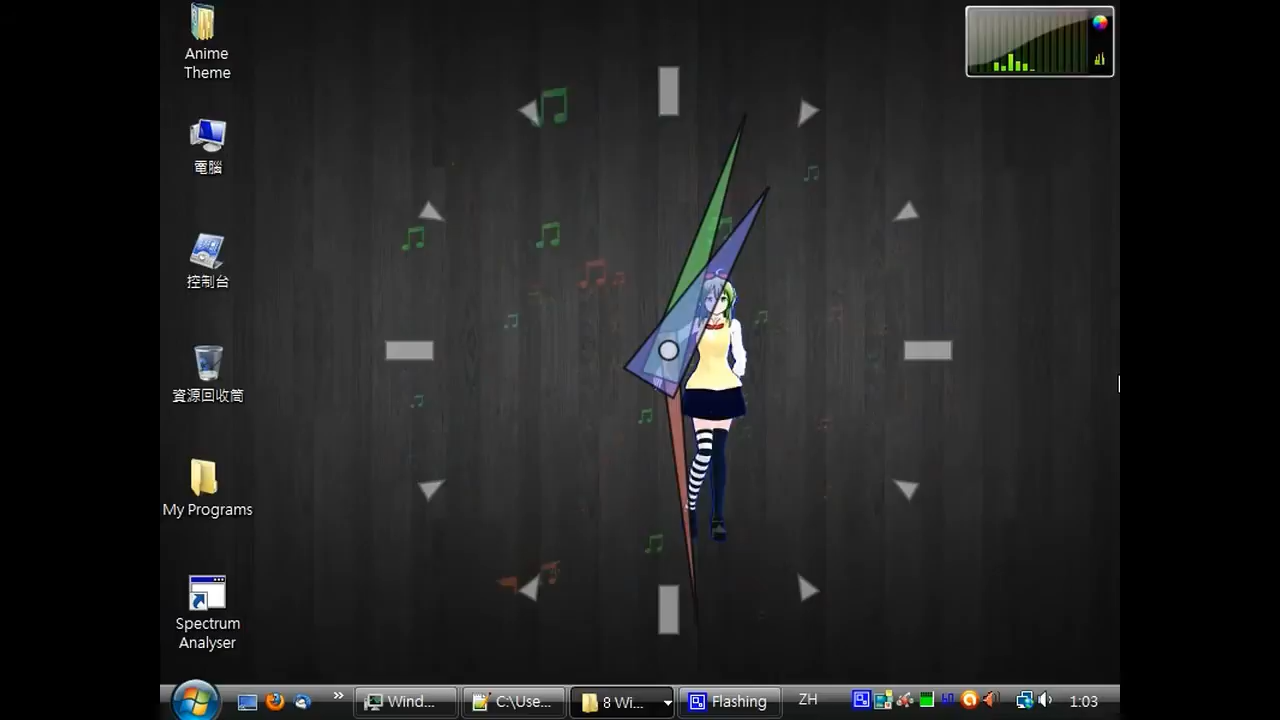 Anime
Theme
電腦
控制台
資源回收筒
My Programs
Spectrum
Analyser
Wind...
C:\Use...
8 Wi...
Flashing
ZH
1:03